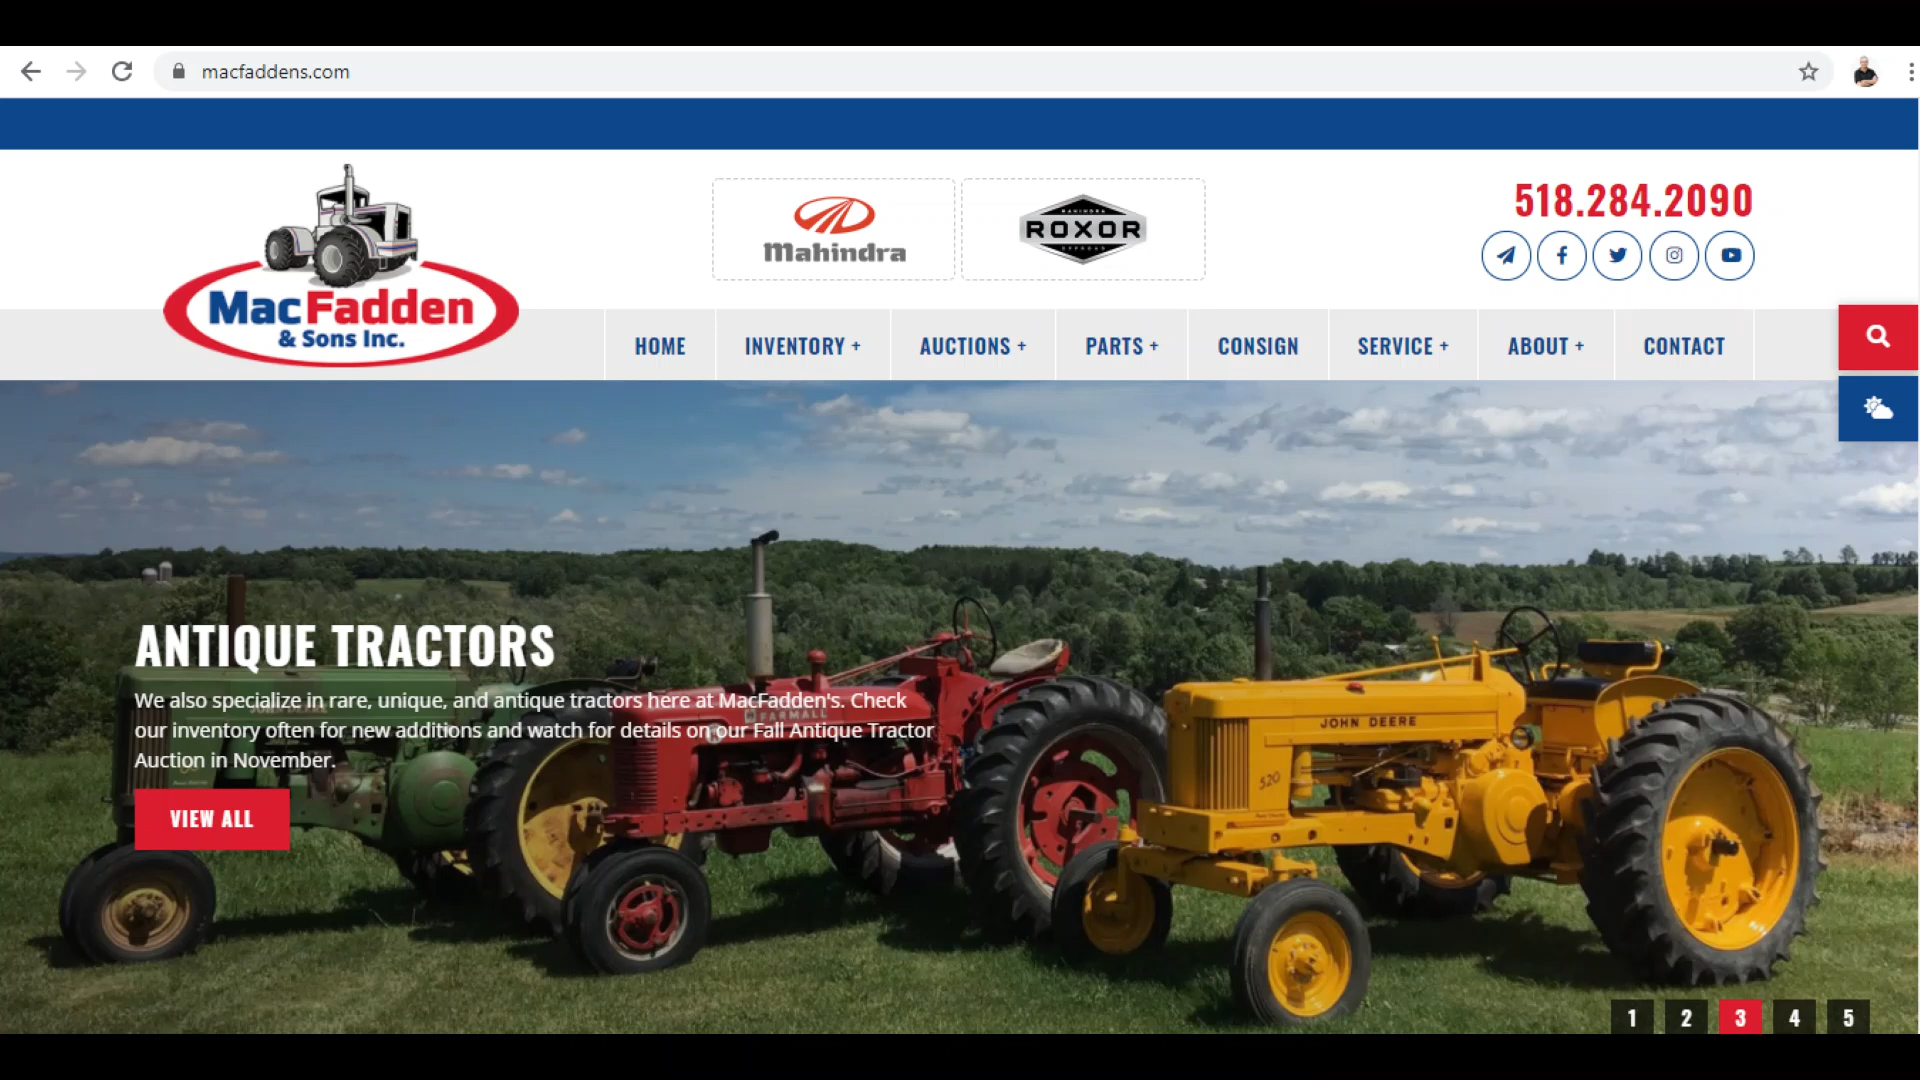 macfaddens.com
MacFadden
& Sons Inc.
Mahindra
MAHINDRA
ROXOR
OFFROAD
518.284.2090
HOME
INVENTORY +
AUCTIONS +
PARTS +
CONSIGN
SERVICE +
ABOUT +
CONTACT
ANTIQUE TRACTORS
We also specialize in rare, unique, and antique tractors here at MacFadden's. Check
our inventory often for new additions and watch for details on our Fall Antique Tractor
Auction in November.
VIEW ALL
FARMALL
JOHN DEERE
520
1 2 3 4 5